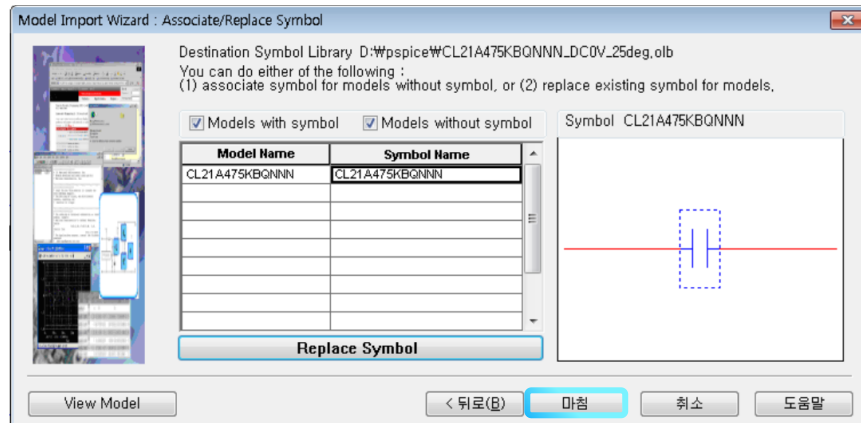 Model Import Wizard : Associate/Replace Symbol
Destination Symbol Library D:₩pspice₩CL21A475KBQNNN_DC0V_25deg.olb
You can do either of the following :
(1) associate symbol for models without symbol, or (2) replace existing symbol for models.
Models with symbol
Models without symbol
Symbol CL21A475KBQNNN
Model Name Symbol Name
CL21A475KBQNNN CL21A475KBQNNN
Replace Symbol
View Model
< 뒤로(B)
마침
취소
도움말